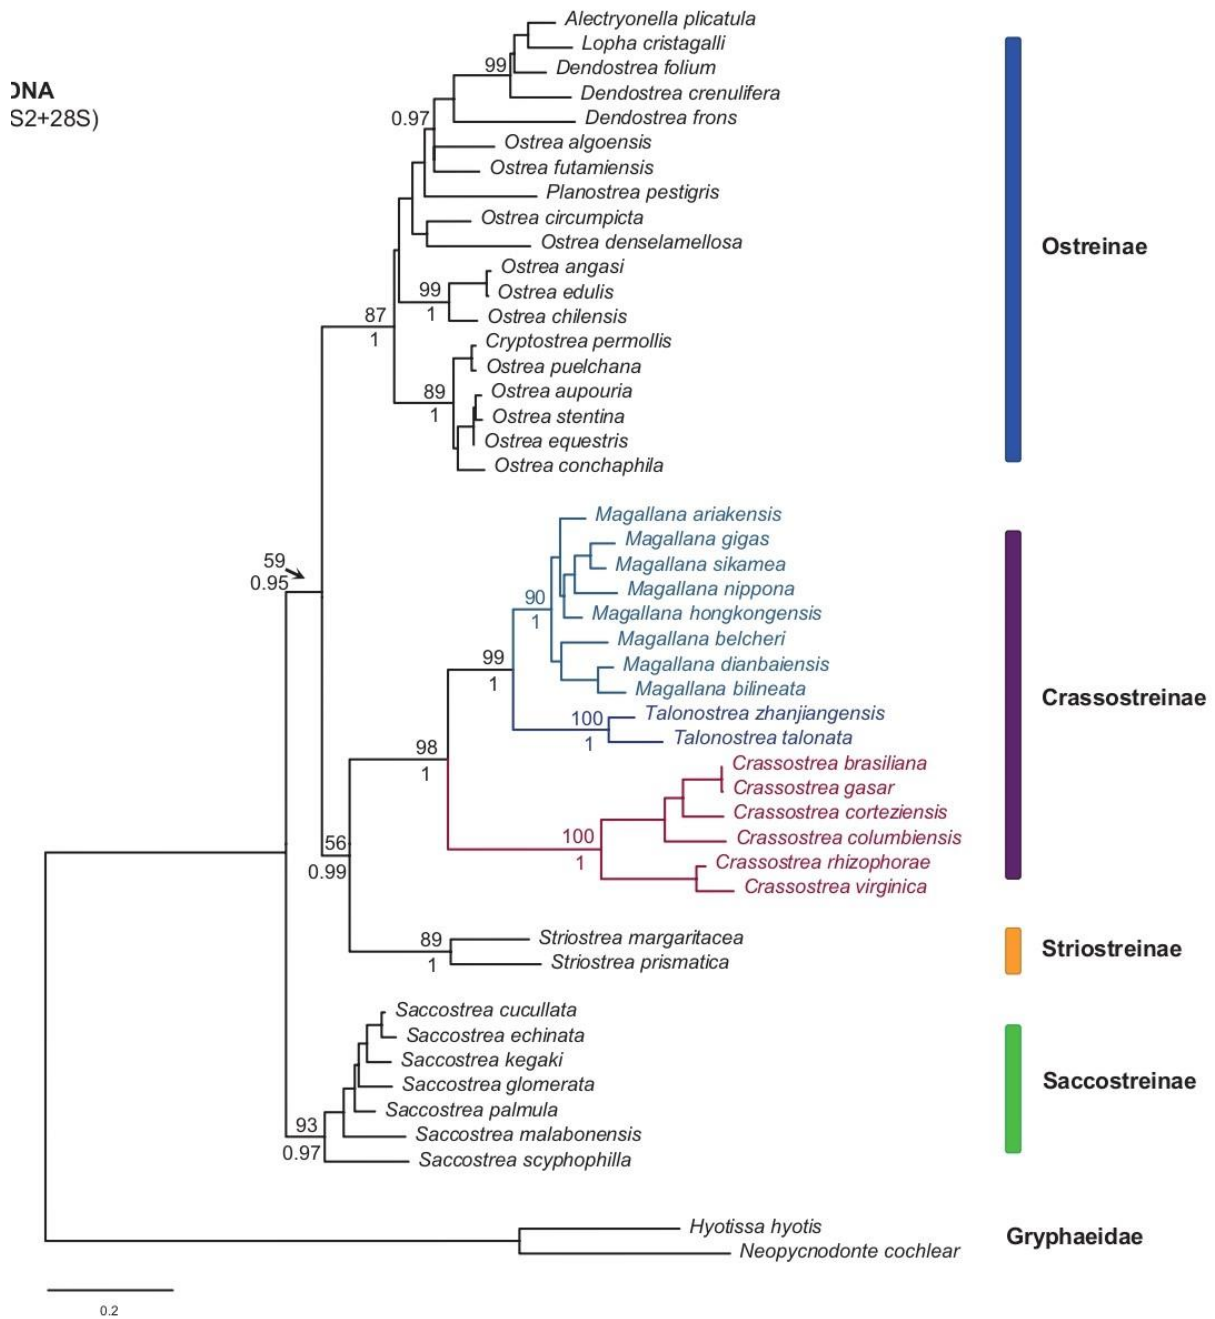 Alectryonella plicatula
Lopha cristagalli
99
Dendostrea folium
DNA
Dendostrea crenulifera
S2+28S)
0.97
Dendostrea frons
Ostrea algoensis
Ostrea futamiensis
Planostrea pestigris
Ostrea circumpicta
Ostrea denselamellosa
Ostreinae
Ostrea angasi
99
Ostrea edulis
1
Ostrea chilensis
87
1
Cryptostrea permollis
Ostrea puelchana
89
Ostrea aupouria
1
Ostrea stentina
Ostrea equestris
Ostrea conchaphila
Magallana ariakensis
Magallana gigas
59
Magallana sikamea
0.95
Magallana nippona
90
Magallana hongkongensis
1
Magallana belcheri
99
Magallana dianbaiensis
1
Magallana bilineata
Crassostreinae
100
Talonostrea zhanjiangensis
1
Talonostrea talonata
98
1
Crassostrea brasiliana
Crassostrea gasar
Crassostrea corteziensis
100
Crassostrea columbiensis
1
56
0.99
Crassostrea rhizophorae
Crassostrea virginica
89
Striostrea margaritacea
1
Striostrea prismatica
Striostreinae
Saccostrea cucullata
Saccostrea echinata
Saccostrea kegaki
Saccostrea glomerata
Saccostreinae
Saccostrea palmula
93
Saccostrea malabonensis
0.97
Saccostrea scyphophilla
Hyotissa hyotis
Gryphaeidae
Neopycnodonte cochlear
0.2